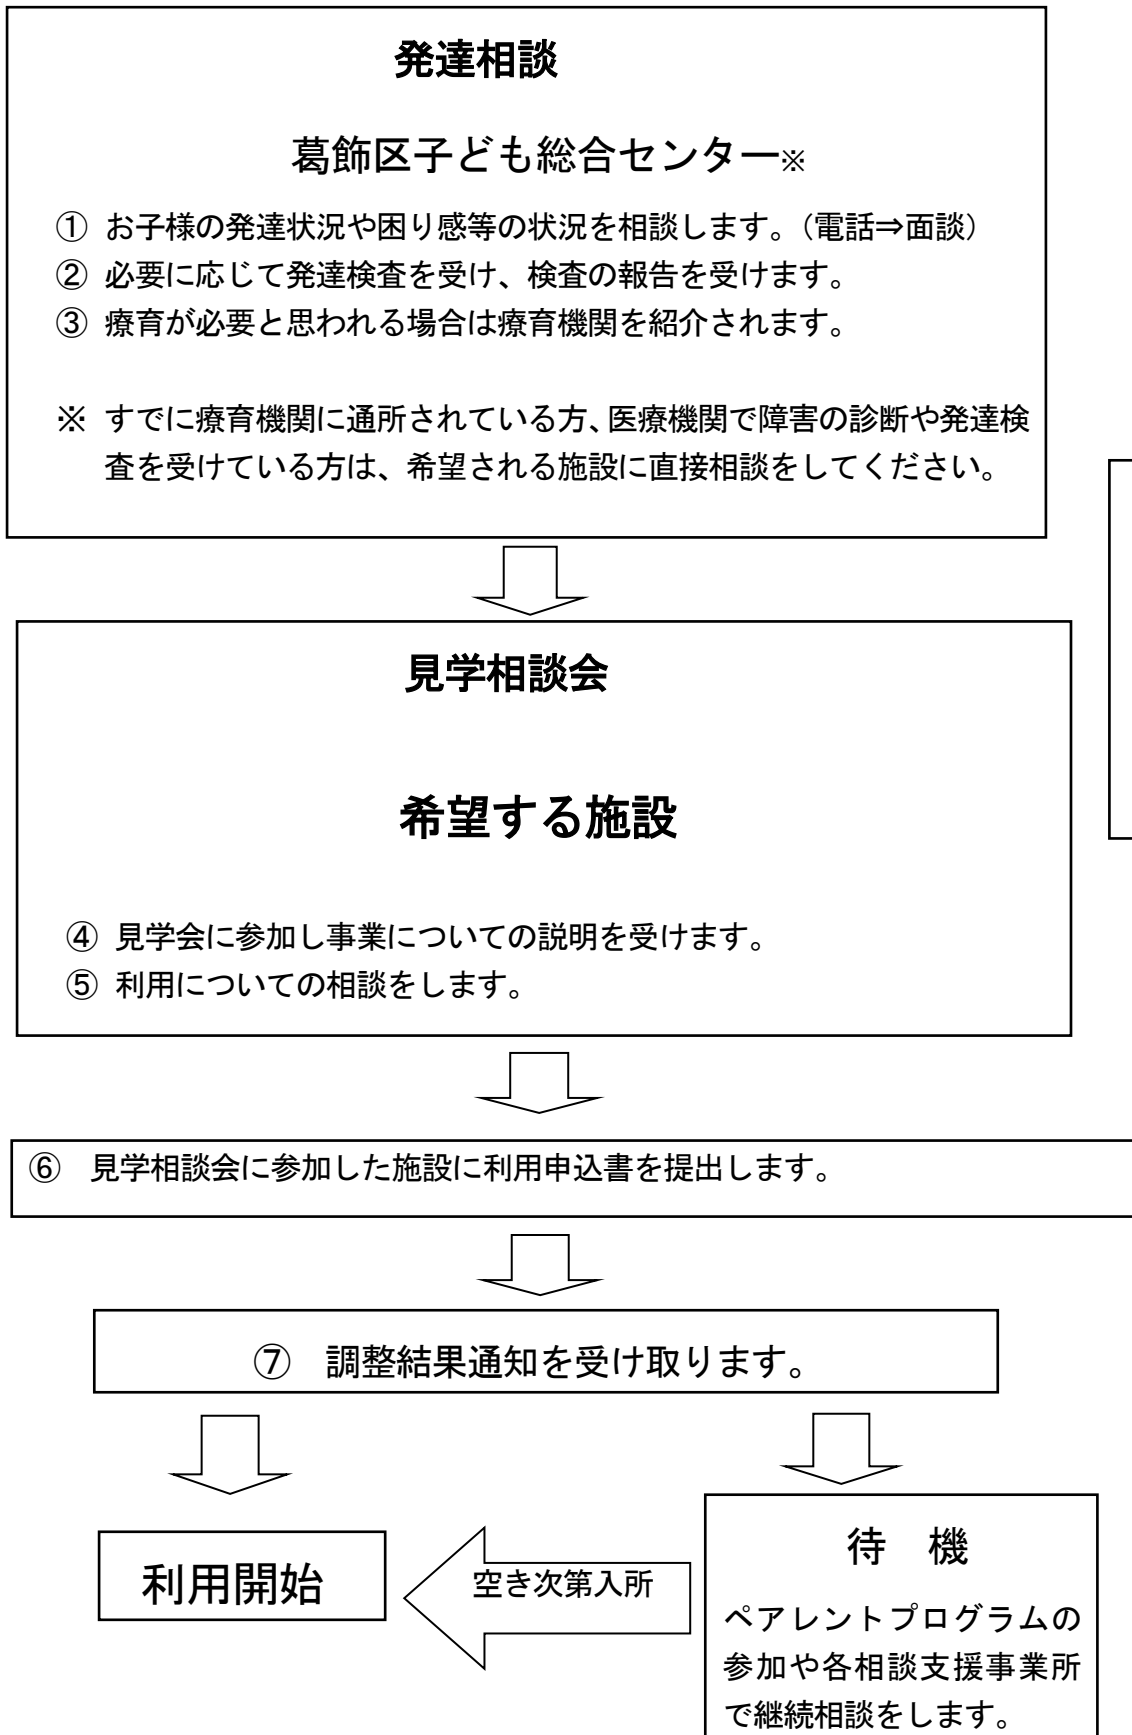 発達相談
葛飾区子ども総合センター※
① お子様の発達状況や困り感等の状況を相談します。（電話⇒面談）
② 必要に応じて発達検査を受け、検査の報告を受けます。
③ 療育が必要と思われる場合は療育機関を紹介されます。
※ すでに療育機関に通所されている方、医療機関で障害の診断や発達検
査を受けている方は、希望される施設に直接相談をしてください。
見学相談会
希望する施設
④ 見学会に参加し事業についての説明を受けます。
⑤ 利用についての相談をします。
⑥ 見学相談会に参加した施設に利用申込書を提出します。
⑦ 調整結果通知を受け取ります。
利用開始
空き次第入所
待 機
ペアレントプログラムの
参加や各相談支援事業所
で継続相談をします。